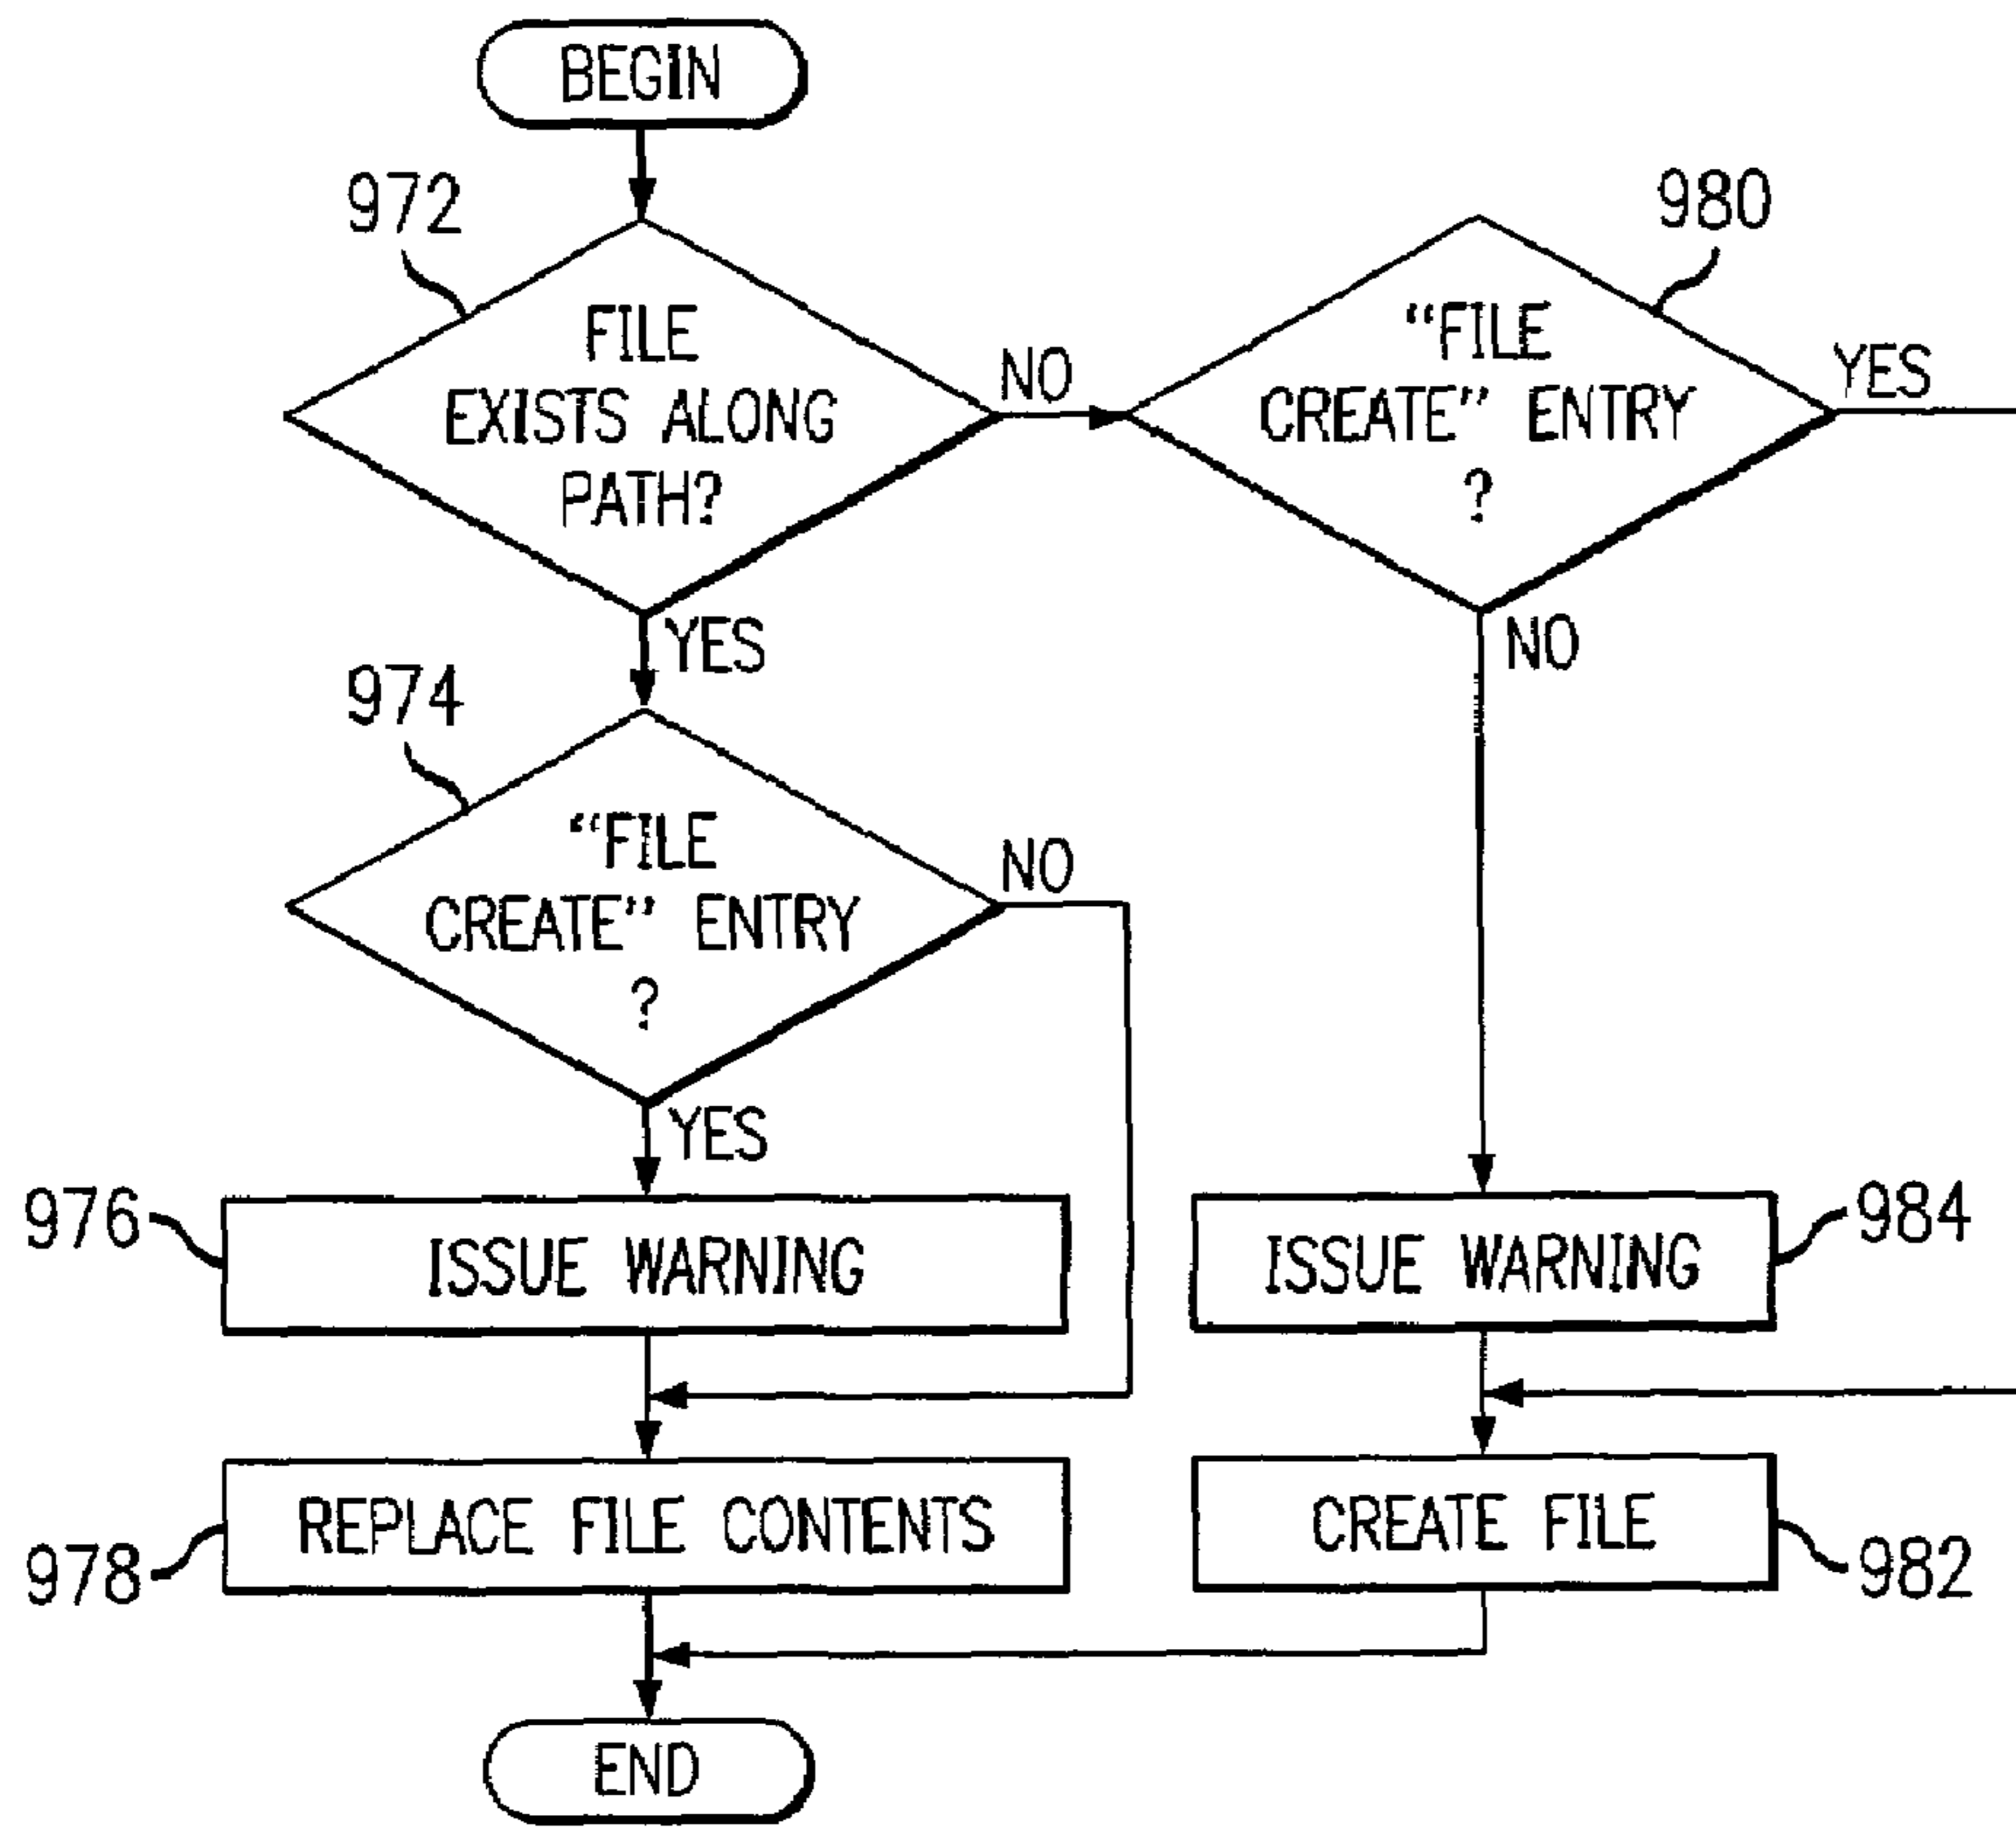 BEGIN
972
FILE
EXISTS ALONG
PATH?
NO
YES
980
“FILE
CREATE” ENTRY
?
YES
NO
974
“FILE
CREATE” ENTRY
?
NO
YES
976
ISSUE WARNING
984
ISSUE WARNING
978
REPLACE FILE CONTENTS
982
CREATE FILE
END